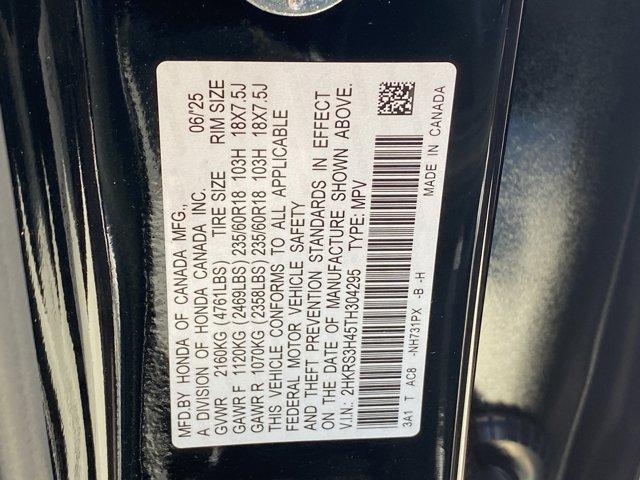 MFD.BY HONDA OF CANADA MFG., 06/'25
A DIVISION OF HONDA CANADA INC.
GVWR 2160KG (4761LBS) TIRE SIZE RIM SIZE
GAWR F 1120KG (2469LBS) 235/60R18 103H 18X7.5J
GAWR R 1070KG (2358LBS) 235/60R18 103H 18X7.5J
THIS VEHICLE CONFORMS TO ALL APPLICABLE
FEDERAL MOTOR VEHICLE SAFETY
AND THEFT PREVENTION STANDARDS IN EFFECT
ON THE DATE OF MANUFACTURE SHOWN ABOVE.
V.I.N.: 2HKRS3H45TH304295 TYPE: MPV
3A1 T AC8 -NH731PX -B -H MADE IN CANADA